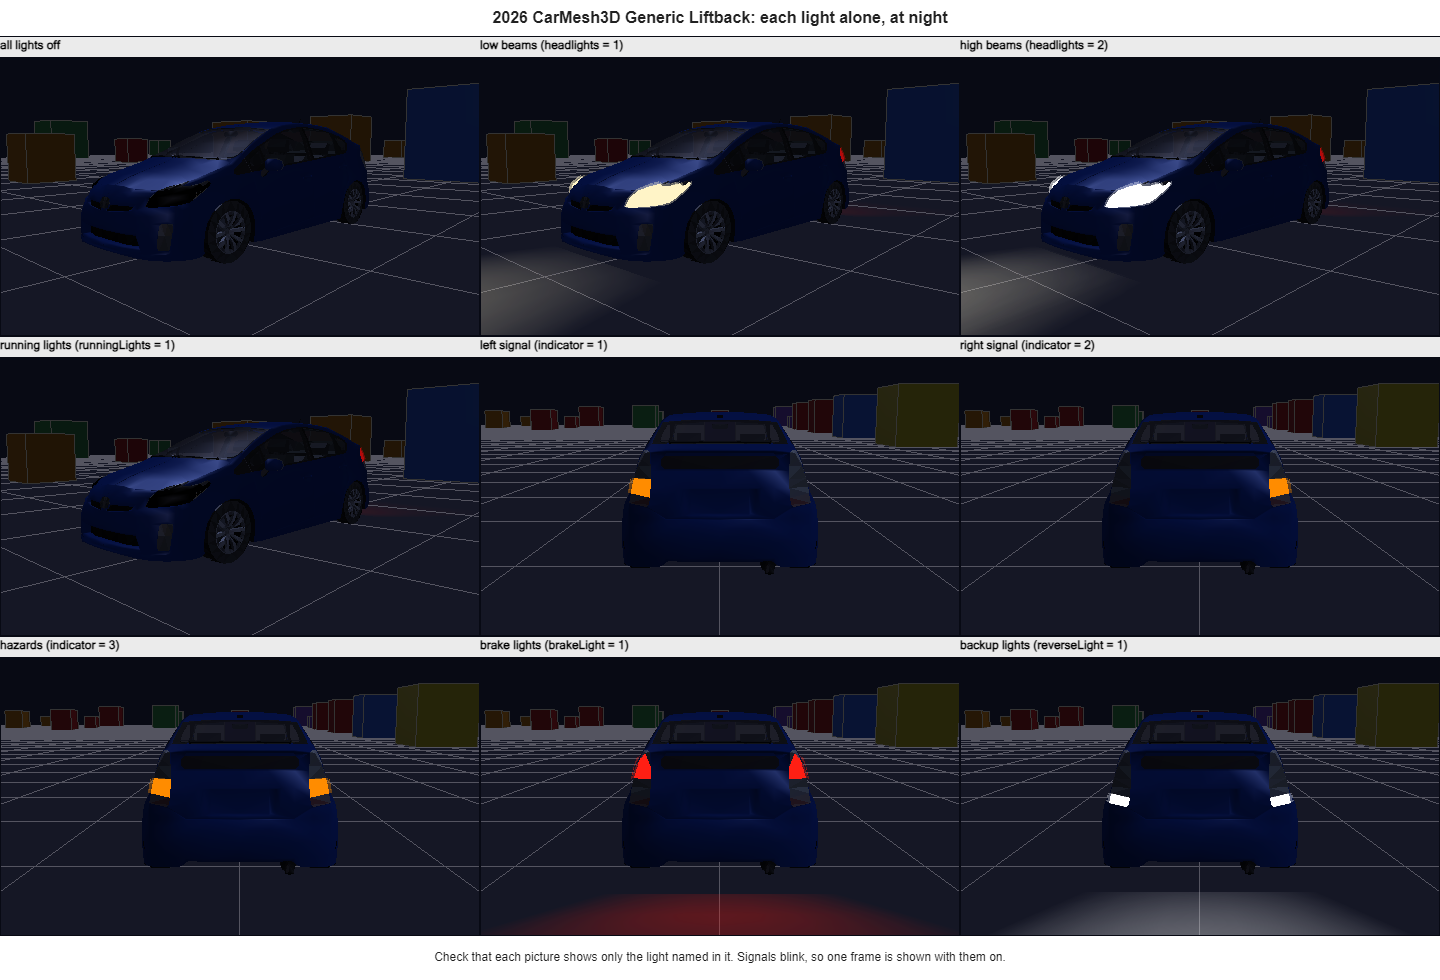 2026 CarMesh3D Generic Liftback: each light alone, at night
all lights off
low beams (headlights = 1)
high beams (headlights = 2)
running lights (runningLights = 1)
left signal (indicator = 1)
right signal (indicator = 2)
hazards (indicator = 3)
brake lights (brakeLight = 1)
backup lights (reverseLight = 1)
Check that each picture shows only the light named in it. Signals blink, so one frame is shown with them on.